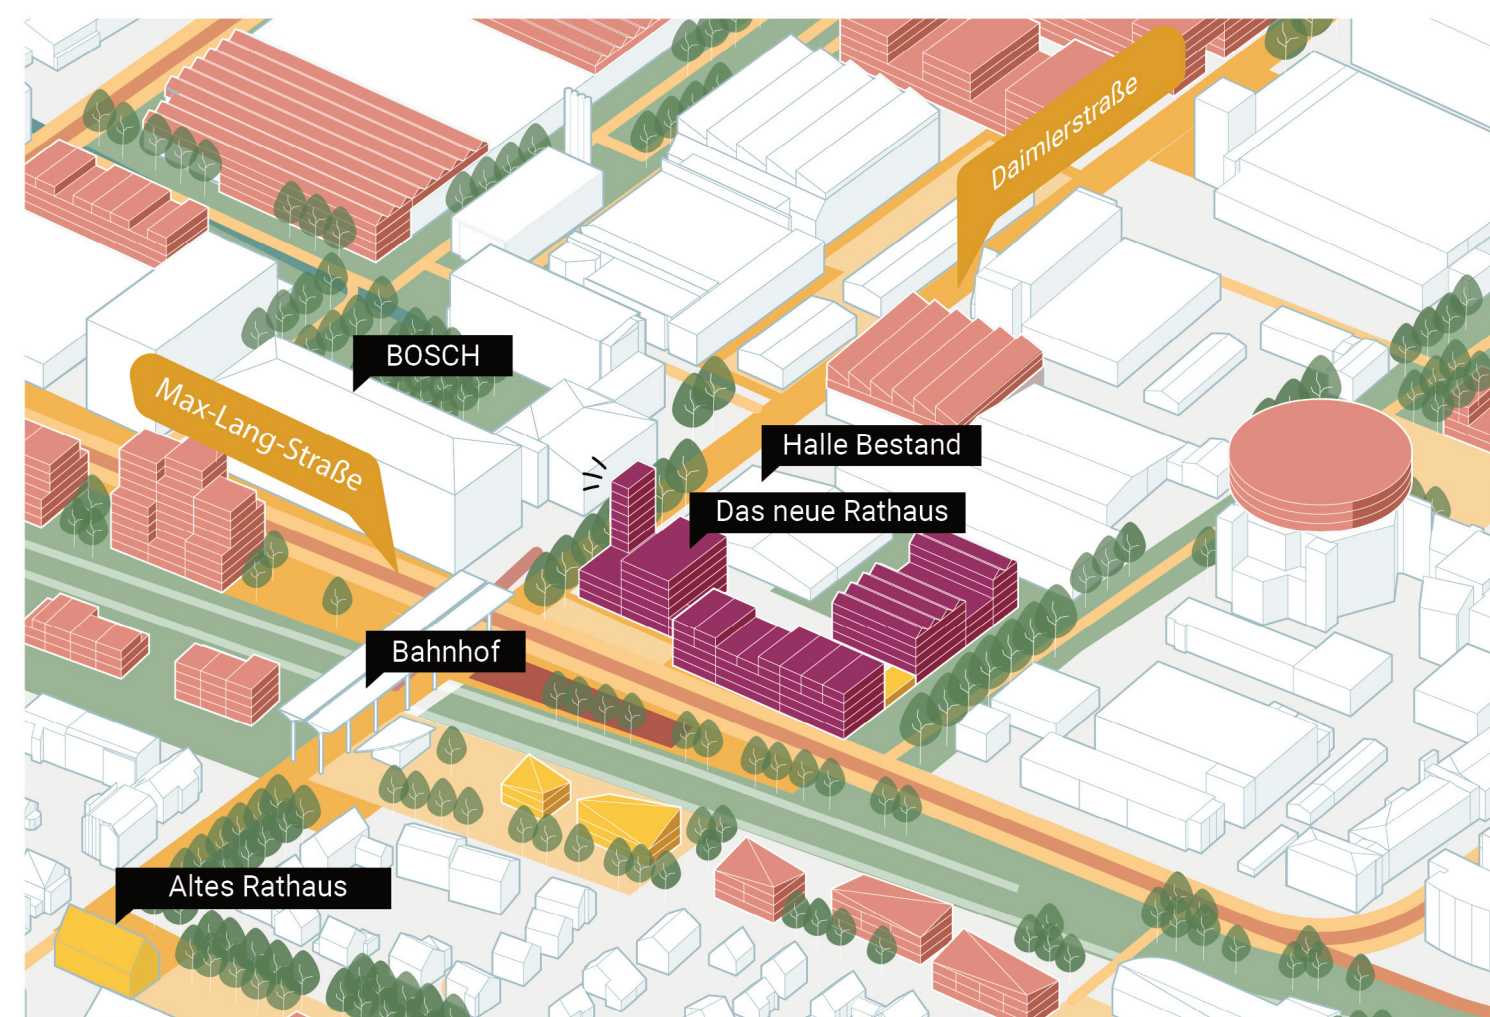 Daimlerstraße
BOSCH
Max-Lang-Straße
Halle Bestand
Das neue Rathaus
Bahnhof
Altes Rathaus